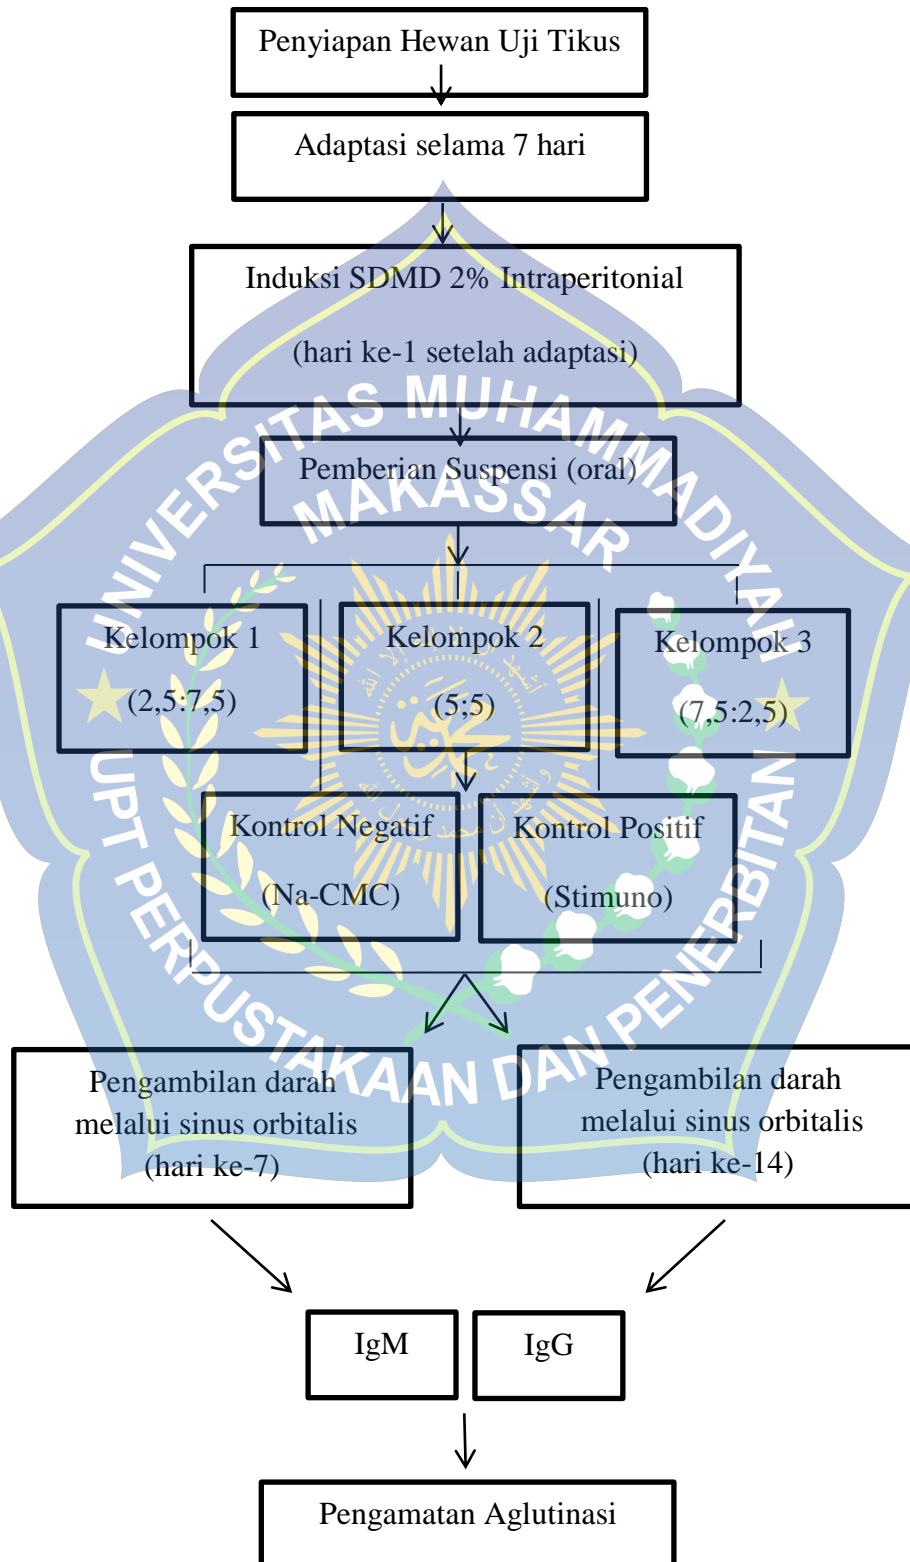 Penyiapan Hewan Uji Tikus
Adaptasi selama 7 hari
Induksi SDMD 2% Intraperitonial
(hari ke-1 setelah adaptasi)
UNIVERSITAS MUHAMMADIYAH
MAKASSAR
Pemberian Suspensi (oral)
Kelompok 1
(2,5:7,5)
Kelompok 2
(5;5)
Kelompok 3
(7,5:2,5)
Kontrol Negatif
(Na-CMC)
Kontrol Positif
(Stimuno)
UPT PERPUSTAKAAN DAN PENERBITAN
Pengambilan darah
melalui sinus orbitalis
(hari ke-7)
Pengambilan darah
melalui sinus orbitalis
(hari ke-14)
IgM
IgG
Pengamatan Aglutinasi